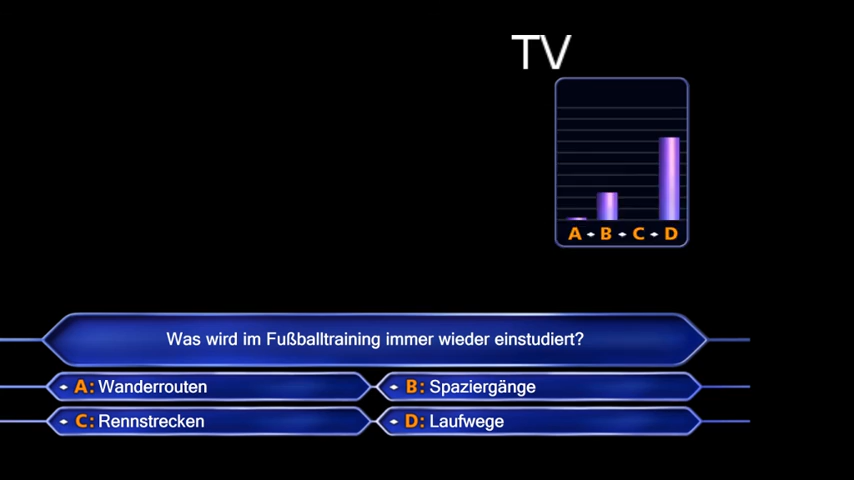 TV
A B C D
Was wird im Fußballtraining immer wieder einstudiert?
A: Wanderrouten
B: Spaziergänge
C: Rennstrecken
D: Laufwege